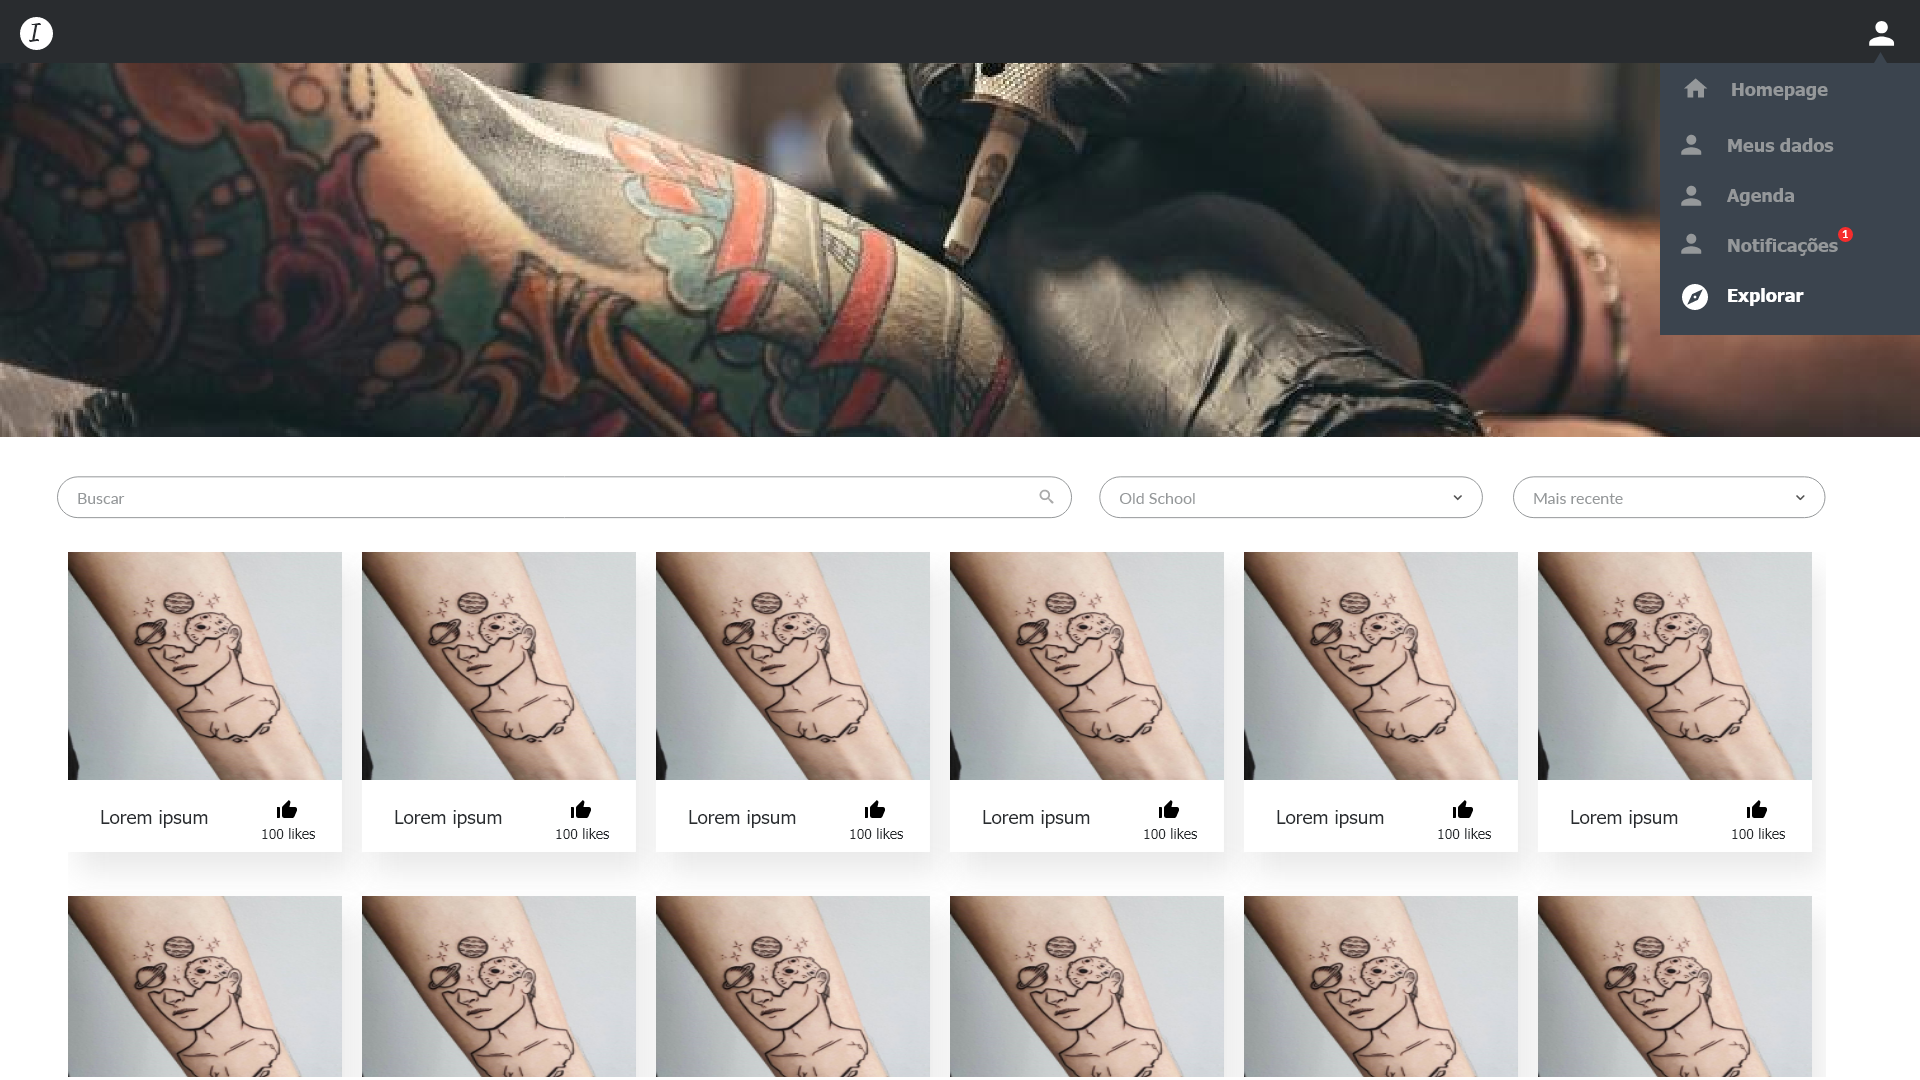 I
Homepage
Meus dados
Agenda
Notificações 1
Explorar
Buscar
Old School
Mais recente
Lorem ipsum
100 likes
Lorem ipsum
100 likes
Lorem ipsum
100 likes
Lorem ipsum
100 likes
Lorem ipsum
100 likes
Lorem ipsum
100 likes